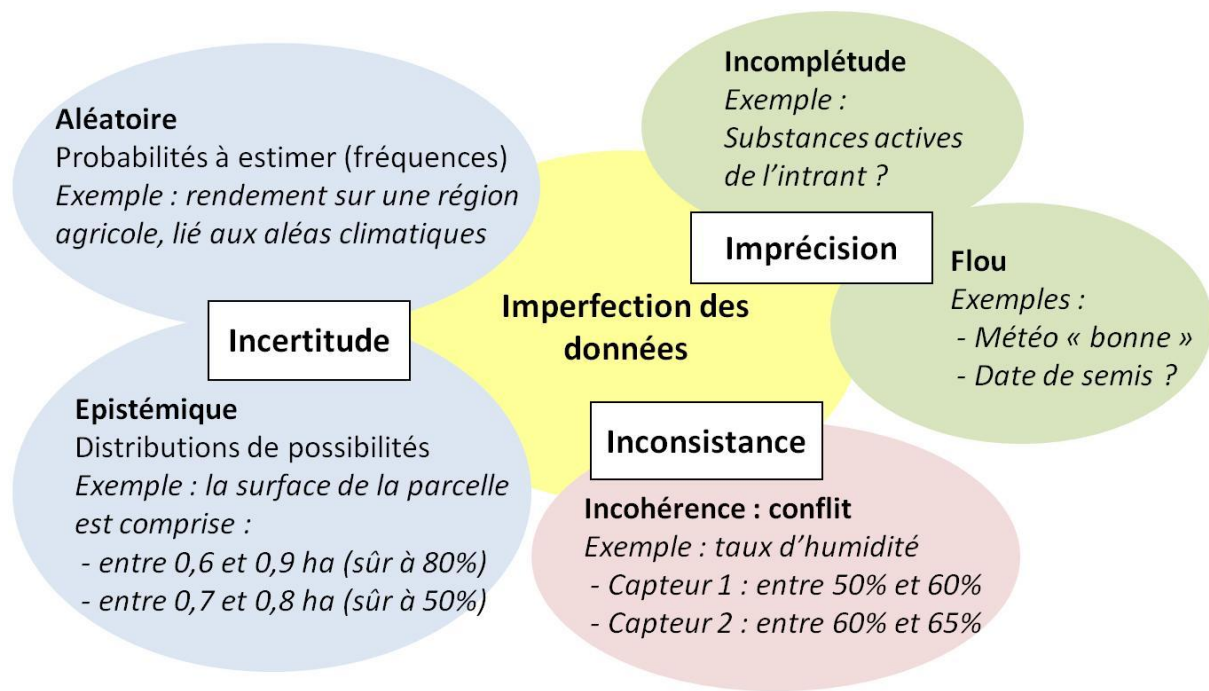 Aléatoire
Probabilités à estimer (fréquences)
Exemple : rendement sur une région
agricole, lié aux aléas climatiques
Incertitude
Epistémique
Distributions de possibilités
Exemple : la surface de la parcelle
est comprise :
- entre 0,6 et 0,9 ha (sûr à 80%)
- entre 0,7 et 0,8 ha (sûr à 50%)
Imperfection des
données
Incomplétude
Exemple :
Substances actives
de l’intrant ?
Imprécision
Flou
Exemples :
- Météo « bonne »
- Date de semis ?
Inconsistance
Incohérence : conflit
Exemple : taux d’humidité
- Capteur 1 : entre 50% et 60%
- Capteur 2 : entre 60% et 65%